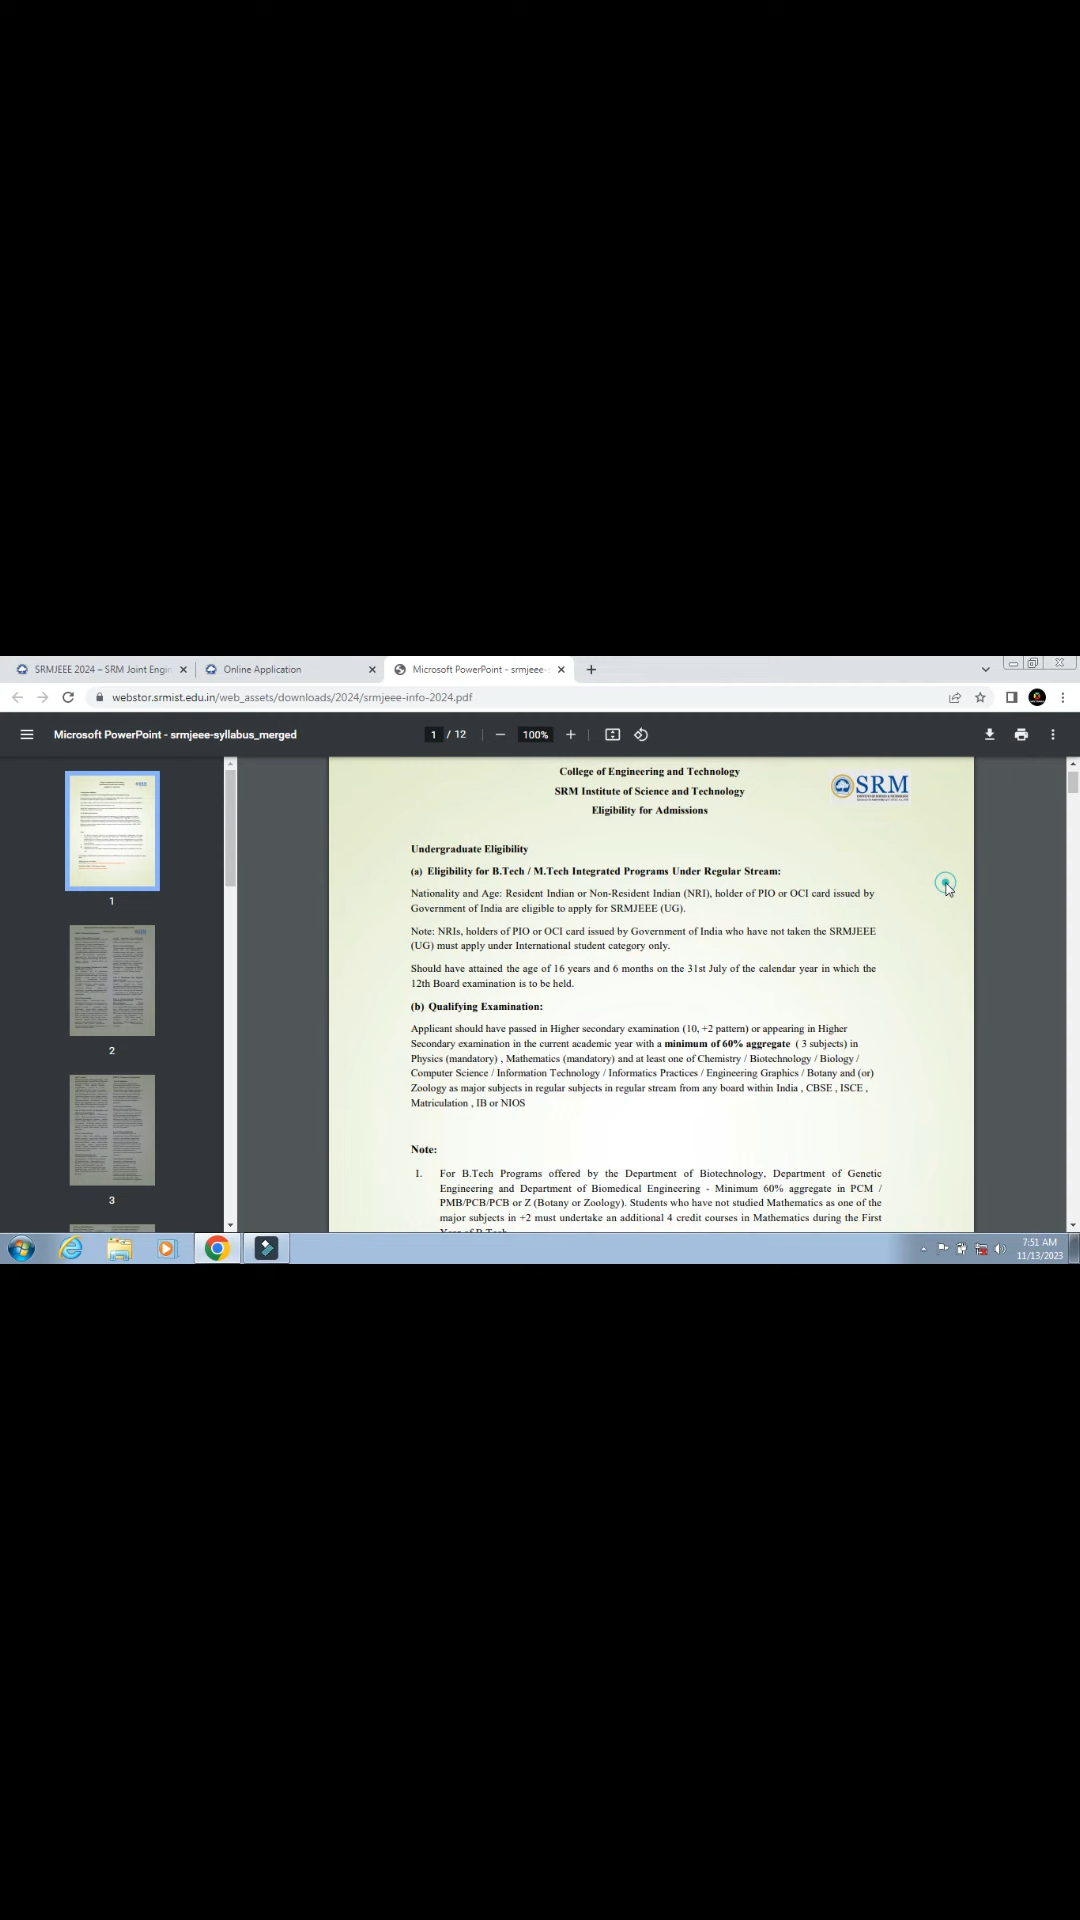 SRMJEEE 2024 – SRM Joint Engin
Online Application
Microsoft PowerPoint - srmjeee-
webstor.srmist.edu.in/web_assets/downloads/2024/srmjeee-info-2024.pdf
Microsoft PowerPoint - srmjeee-syllabus_merged
1 / 12
100%
College of Engineering and Technology
SRM Institute of Science and Technology
Eligibility for Admissions
SRM
Undergraduate Eligibility
(a) Eligibility for B.Tech / M.Tech Integrated Programs Under Regular Stream:
Nationality and Age: Resident Indian or Non-Resident Indian (NRI), holder of PIO or OCI card issued by
Government of India are eligible to apply for SRMJEEE (UG).
Note: NRIs, holders of PIO or OCI card issued by Government of India who have not taken the SRMJEEE
(UG) must apply under International student category only.
Should have attained the age of 16 years and 6 months on the 31st July of the calendar year in which the
12th Board examination is to be held.
(b) Qualifying Examination:
Applicant should have passed in Higher secondary examination (10, +2 pattern) or appearing in Higher
Secondary examination in the current academic year with a minimum of 60% aggregate ( 3 subjects) in
Physics (mandatory) , Mathematics (mandatory) and at least one of Chemistry / Biotechnology / Biology /
Computer Science / Information Technology / Informatics Practices / Engineering Graphics / Botany and (or)
Zoology as major subjects in regular subjects in regular stream from any board within India , CBSE , ISCE ,
Matriculation , IB or NIOS
Note:
1. For B.Tech Programs offered by the Department of Biotechnology, Department of Genetic
Engineering and Department of Biomedical Engineering - Minimum 60% aggregate in PCM /
PMB/PCB/PCB or Z (Botany or Zoology). Students who have not studied Mathematics as one of the
major subjects in +2 must undertake an additional 4 credit courses in Mathematics during the First
Year of B.Tech
1
2
3
7:51 AM
11/13/2023